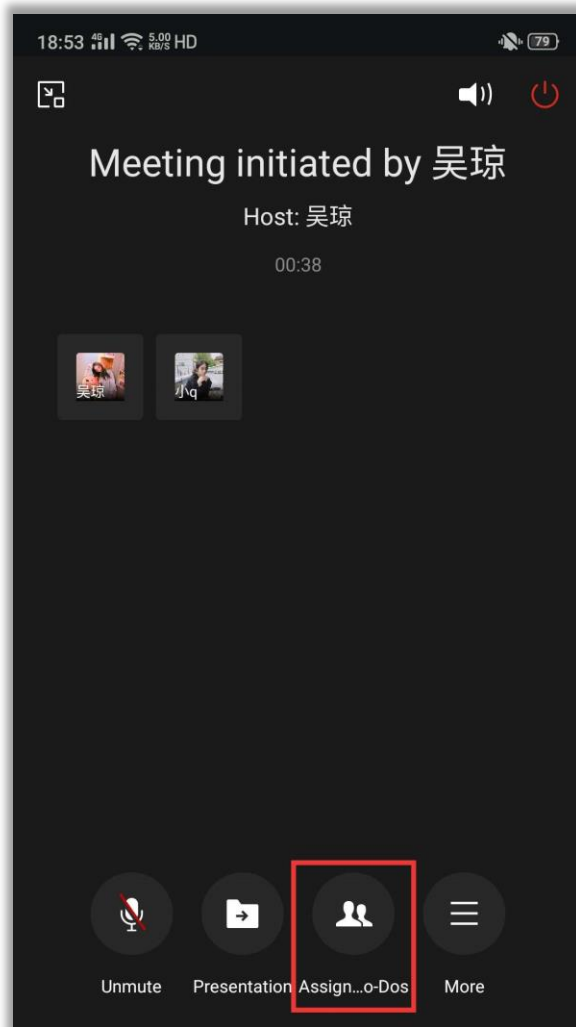 18:53 4G 5.00 KB/S HD 79
Meeting initiated by 吴琼
Host: 吴琼
00:38
吴琼 小q
Unmute Presentation Assign...o-Dos More